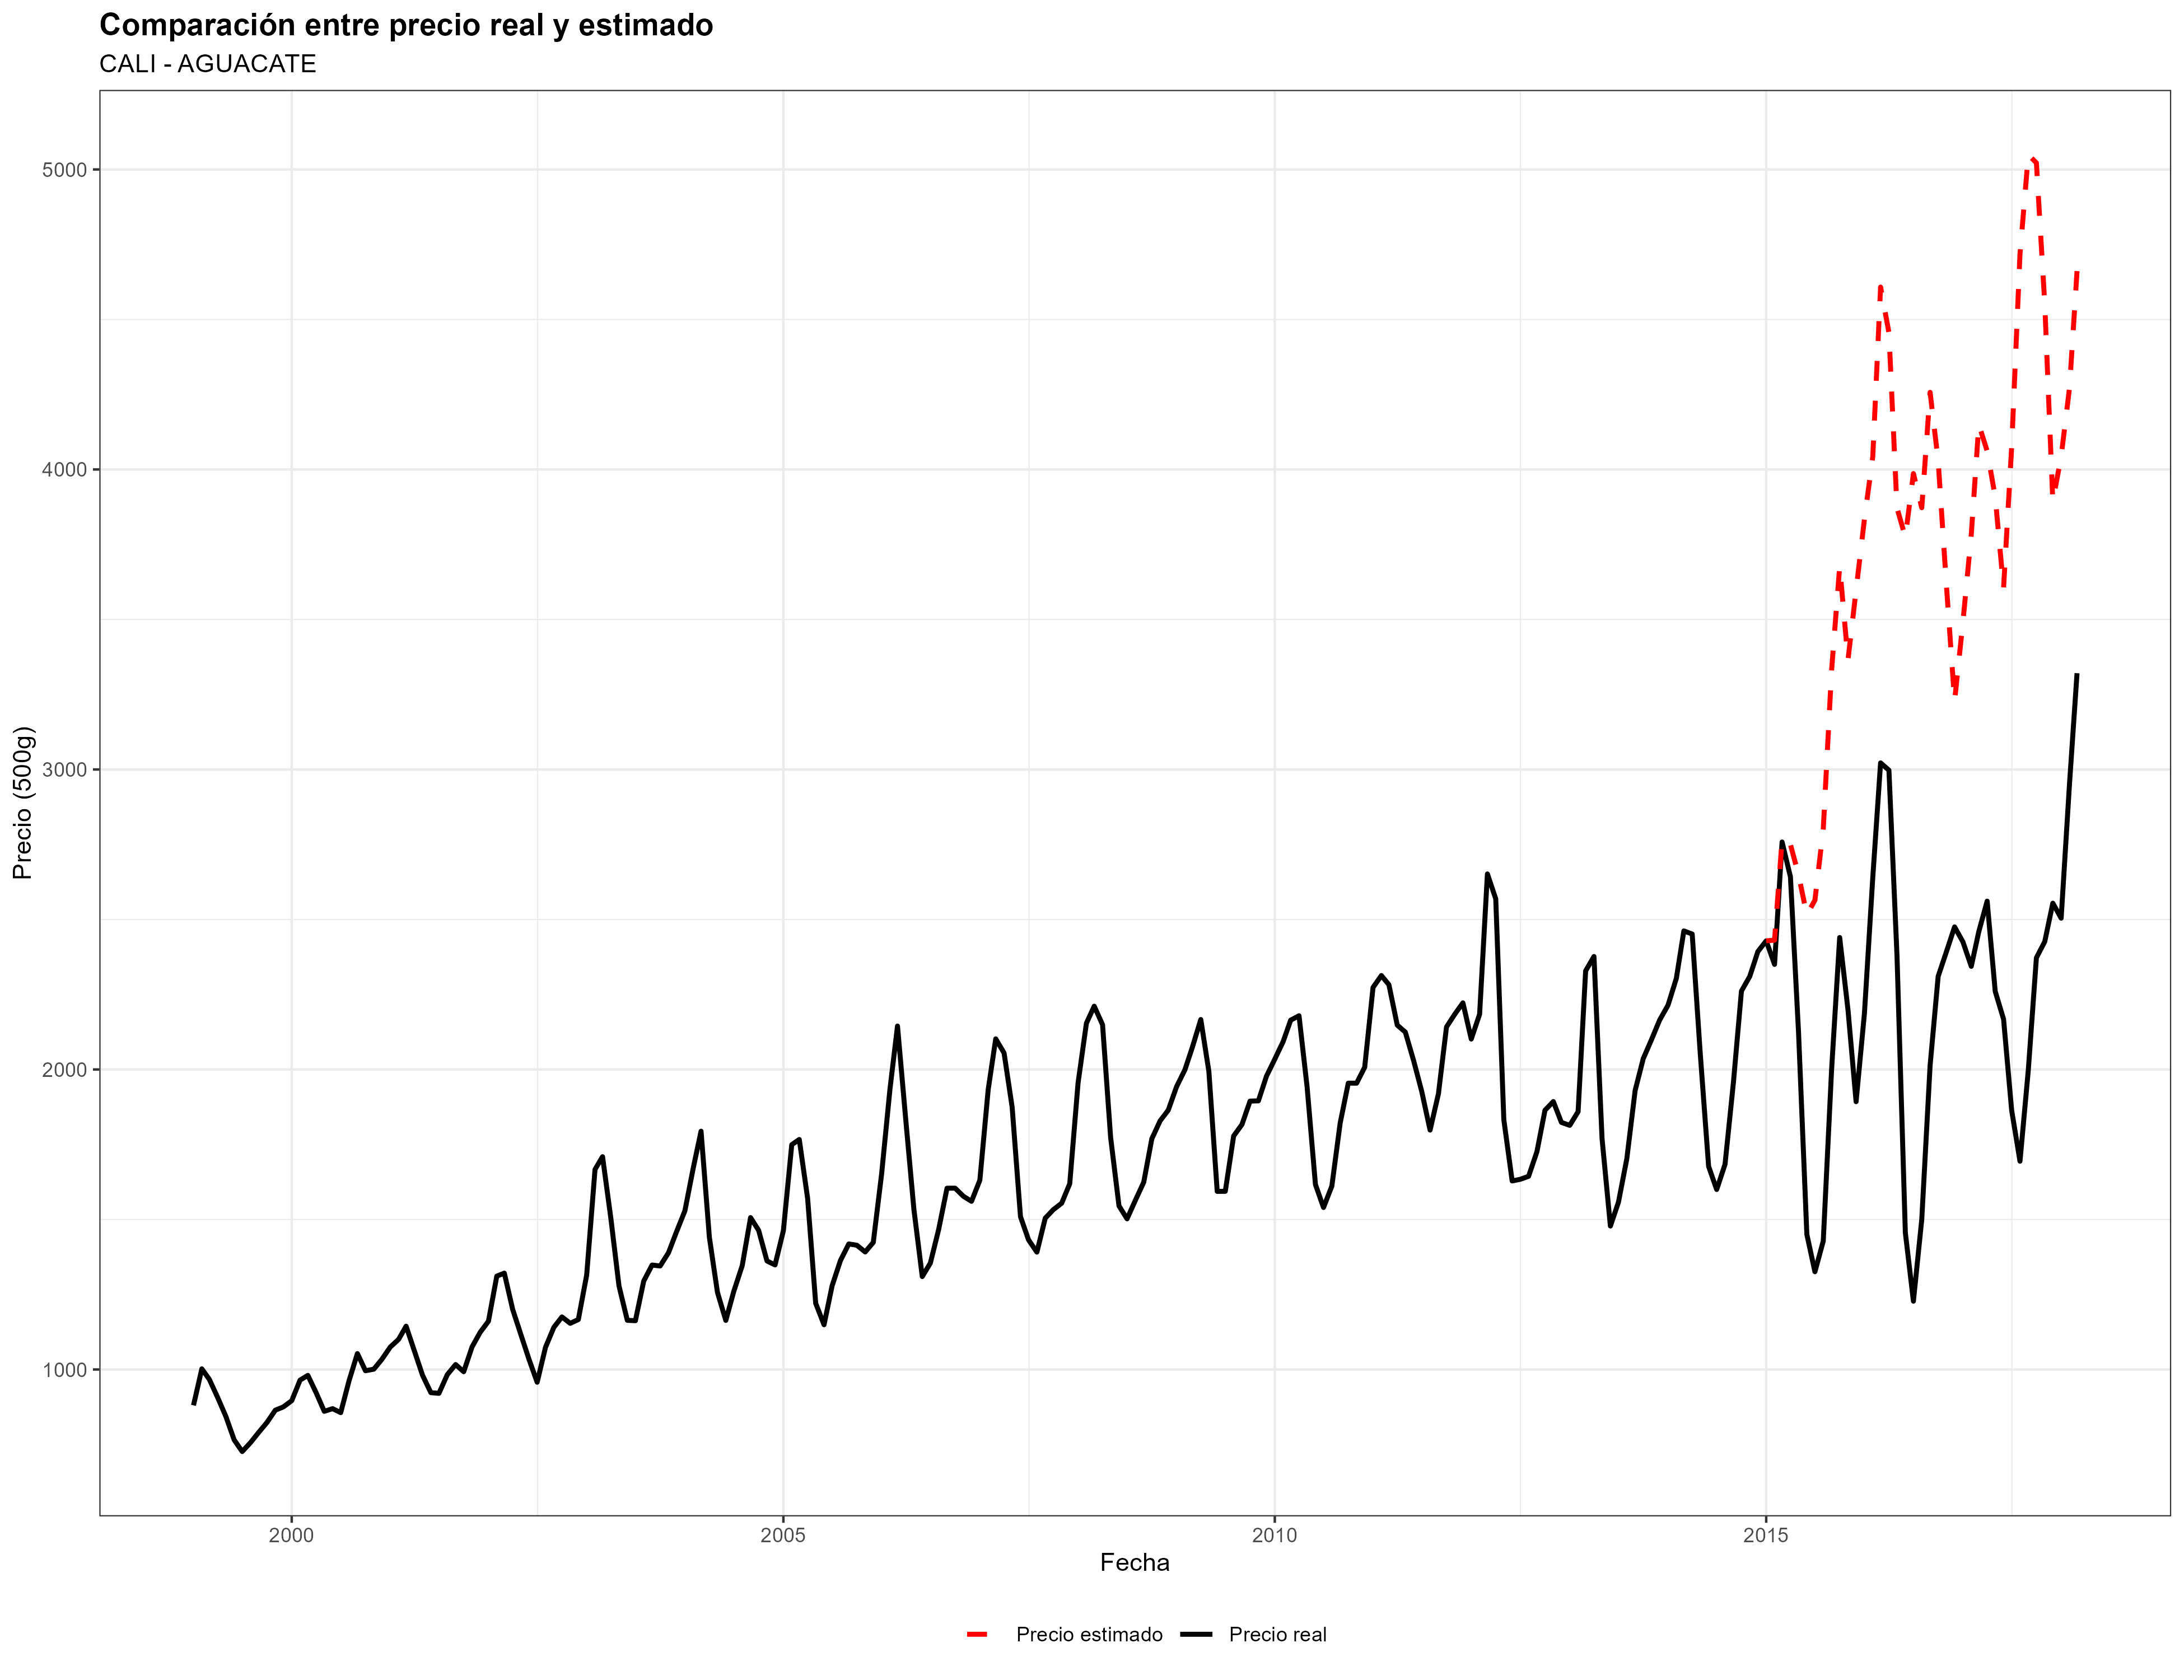 Comparación entre precio real y estimado
CALI - AGUACATE
Precio (500g)
5000
4000
3000
2000
1000
2000
2005
2010
2015
Fecha
Precio estimado
Precio real